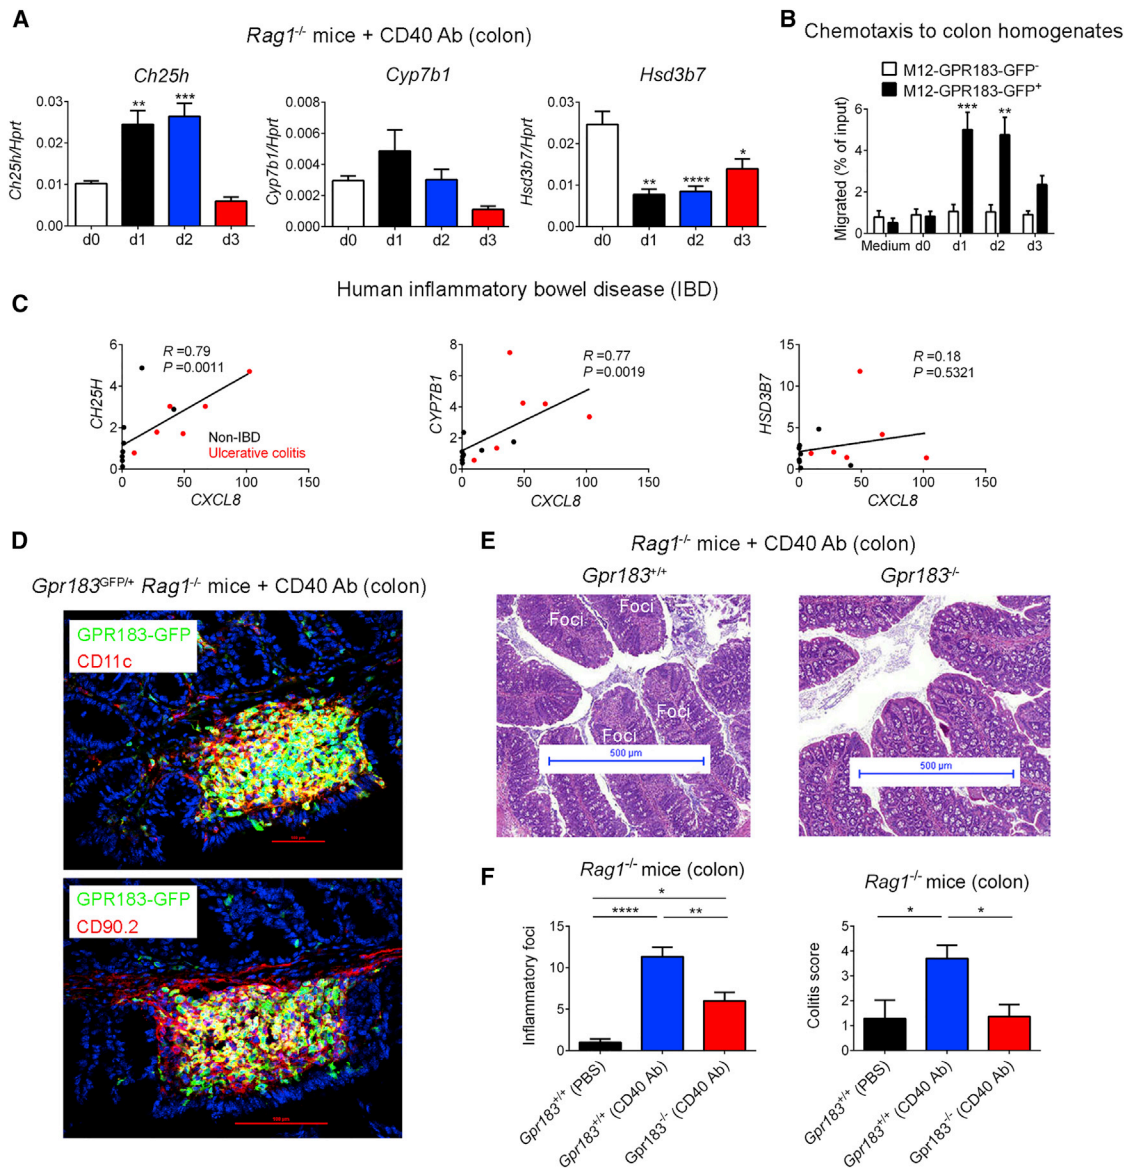 A
Rag1-/- mice + CD40 Ab (colon)
Ch25h
Ch25h/Hprt
0.03
0.02
0.01
0.00
**
***
d0 d1 d2 d3
Cyp7b1
Cyp7b1/Hprt
0.008
0.006
0.004
0.002
0.000
d0 d1 d2 d3
Hsd3b7
Hsd3b7/Hprt
0.03
0.02
0.01
0.00
**
****
*
d0 d1 d2 d3
B
Chemotaxis to colon homogenates
M12-GPR183-GFP-
M12-GPR183-GFP+
Migrated (% of input)
6
4
2
0
***
**
Medium d0 d1 d2 d3
C
Human inflammatory bowel disease (IBD)
CH25H
6
4
2
0
R =0.79
P =0.0011
Non-IBD
Ulcerative colitis
0 50 100 150
CXCL8
CYP7B1
8
6
4
2
0
R =0.77
P =0.0019
0 50 100 150
CXCL8
HSD3B7
15
10
5
0
R =0.18
P =0.5321
0 50 100 150
CXCL8
D
Gpr183GFP/+ Rag1-/- mice + CD40 Ab (colon)
GPR183-GFP
CD11c
GPR183-GFP
CD90.2
E
Rag1-/- mice + CD40 Ab (colon)
Gpr183+/+
Foci
Foci
Foci
Foci
500 µm
Gpr183-/-
500 µm
F
Rag1-/- mice (colon)
*
**** **
Inflammatory foci
15
10
5
0
Gpr183+/+ (PBS)
Gpr183+/+ (CD40 Ab)
Gpr183-/- (CD40 Ab)
Rag1-/- mice (colon)
* *
Colitis score
5
4
3
2
1
0
Gpr183+/+ (PBS)
Gpr183+/+ (CD40 Ab)
Gpr183-/- (CD40 Ab)